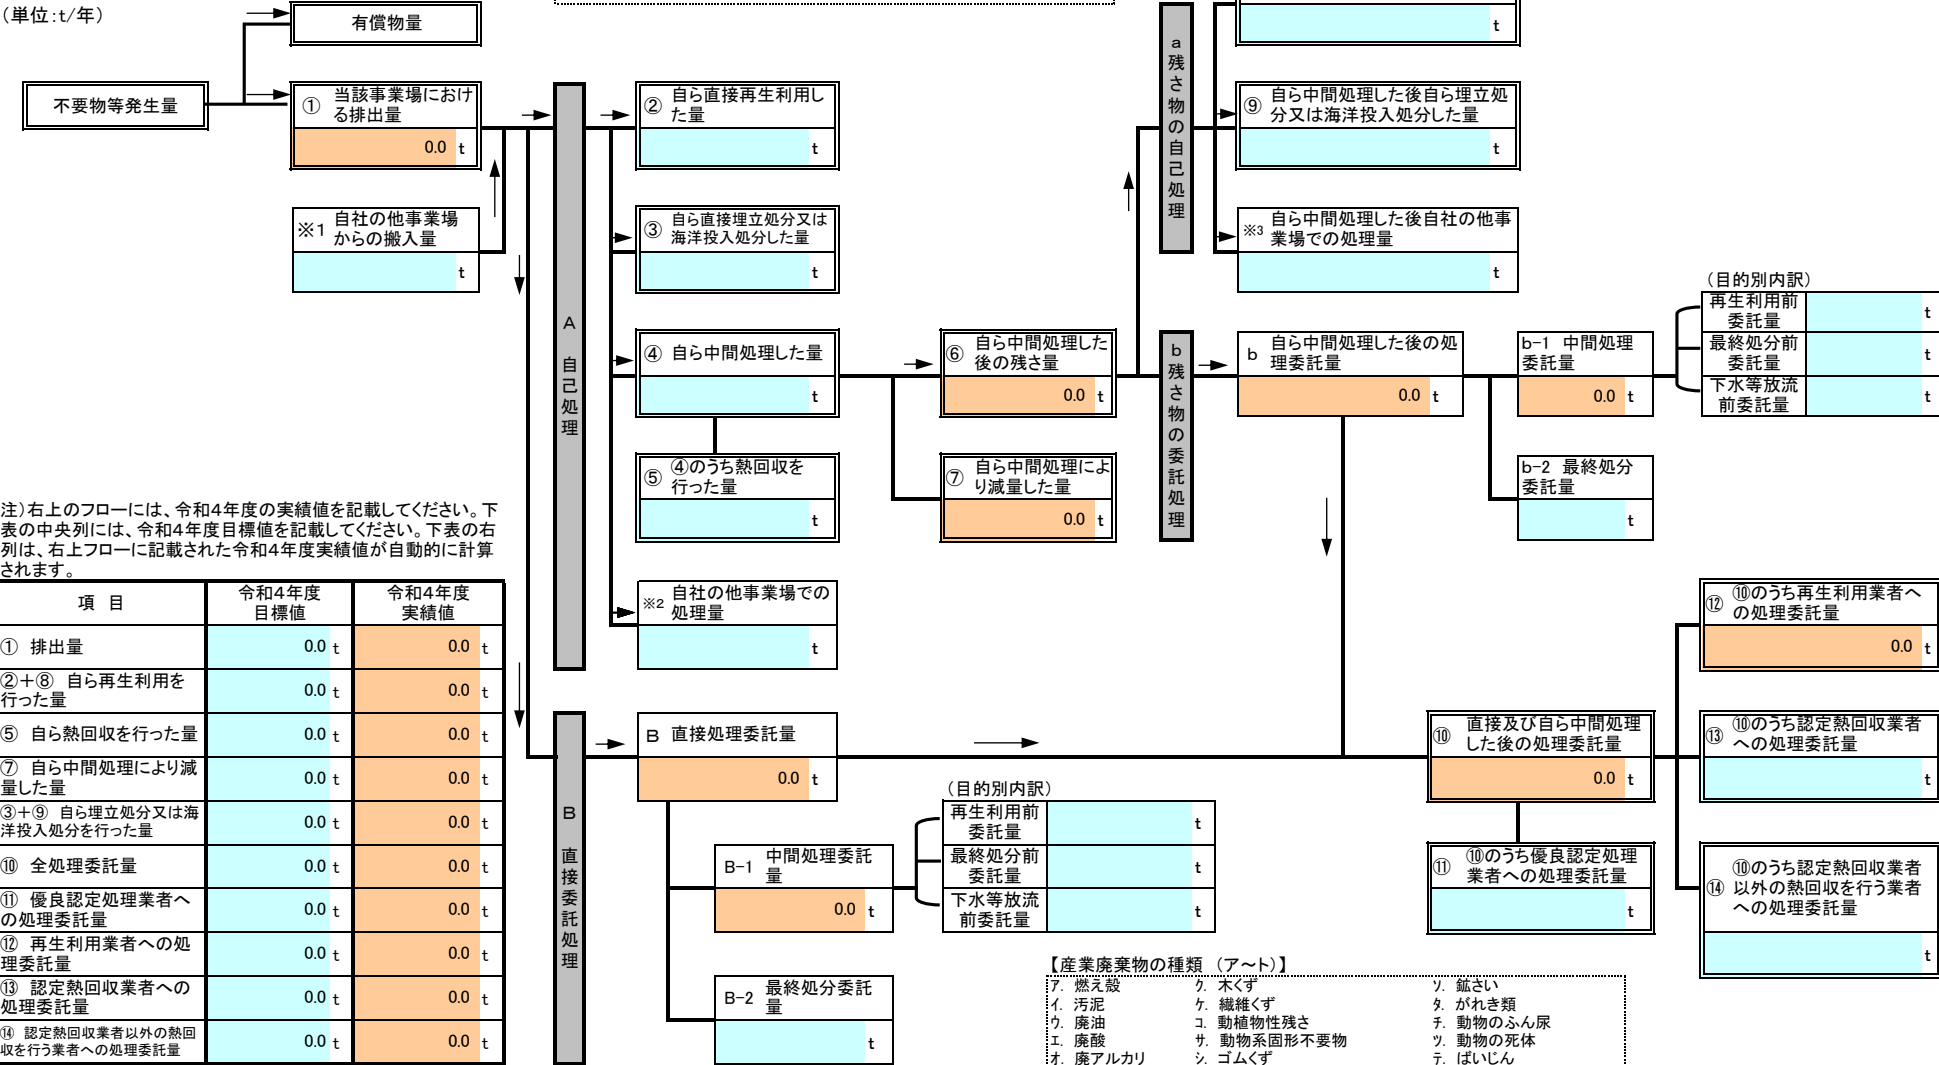 (単位:t/年)
有償物量
t
不要物等発生量
① 当該事業場におけ
る排出量
0.0 t
※1 自社の他事業場
からの搬入量
t
A 自己処理
② 自ら直接再生利用し
た量
t
③ 自ら直接埋立処分又は
海洋投入処分した量
t
④ 自ら中間処理した量
t
⑤ ④のうち熱回収を
行った量
t
※2 自社の他事業場での
処理量
t
⑥ 自ら中間処理した
後の残さ量
0.0 t
⑦ 自ら中間処理によ
り減量した量
0.0 t
a残さ物の自己処理
⑨ 自ら中間処理した後自ら埋立処
分又は海洋投入処分した量
t
※3 自ら中間処理した後自社の他事
業場での処理量
t
b残さ物の委託処理
b 自ら中間処理した後の処
理委託量
0.0 t
b-1 中間処理
委託量
0.0 t
b-2 最終処分
委託量
t
(目的別内訳)
再生利用前
委託量
t
最終処分前
委託量
t
下水等放流
前委託量
t
注)右上のフローには、令和4年度の実績値を記載してください。下
表の中央列には、令和4年度目標値を記載してください。下表の右
列は、右上フローに記載された令和4年度実績値が自動的に計算
されます。
項 目 令和4年度
目標値 令和4年度
実績値
① 排出量 0.0 t 0.0 t
②+⑧ 自ら再生利用を
行った量 0.0 t 0.0 t
⑤ 自ら熱回収を行った量 0.0 t 0.0 t
⑦ 自ら中間処理により減
量した量 0.0 t 0.0 t
③+⑨ 自ら埋立処分又は海
洋投入処分を行った量 0.0 t 0.0 t
⑩ 全処理委託量 0.0 t 0.0 t
⑪ 優良認定処理業者へ
の処理委託量 0.0 t 0.0 t
⑫ 再生利用業者への処
理委託量 0.0 t 0.0 t
⑬ 認定熱回収業者への
処理委託量 0.0 t 0.0 t
⑭ 認定熱回収業者以外の熱回
収を行う業者への処理委託量 0.0 t 0.0 t
B 直接委託処理
B 直接処理委託量
0.0 t
B-1 中間処理委託
量
0.0 t
B-2 最終処分委託
量
t
(目的別内訳)
再生利用前
委託量
t
最終処分前
委託量
t
下水等放流
前委託量
t
⑩ 直接及び自ら中間処理
した後の処理委託量
0.0 t
⑪ ⑩のうち優良認定処理
業者への処理委託量
t
⑫ ⑩のうち再生利用業者へ
の処理委託量
0.0 t
⑬ ⑩のうち認定熱回収業者
への処理委託量
t
⑭ ⑩のうち認定熱回収業者
以外の熱回収を行う業者
への処理委託量
t
【産業廃棄物の種類 (ア~ト)】
ア. 燃え殻 ク. 木くず ソ. 鉱さい
イ. 汚泥 ケ. 繊維くず タ. がれき類
ウ. 廃油 コ. 動植物性残さ チ. 動物のふん尿
エ. 廃酸 サ. 動物系固形不要物 ツ. 動物の死体
オ. 廃アルカリ シ. ゴムくず テ. ばいじん